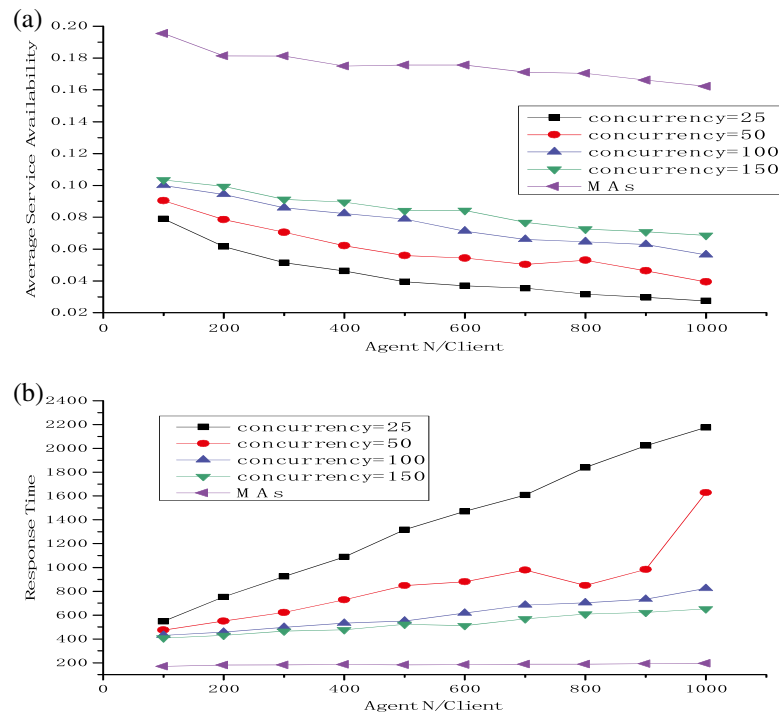 (a)
0.20
0.18
0.16
0.14
0.12
0.10
0.08
0.06
0.04
0.02
Average Service Availability
concurrency=25
concurrency=50
concurrency=100
concurrency=150
MAs
0 200 400 600 800 1000
Agent N/Client
(b)
2400
2200
2000
1800
1600
1400
1200
1000
800
600
400
200
Response Time
concurrency=25
concurrency=50
concurrency=100
concurrency=150
MAs
0 200 400 600 800 1000
Agent N/Client